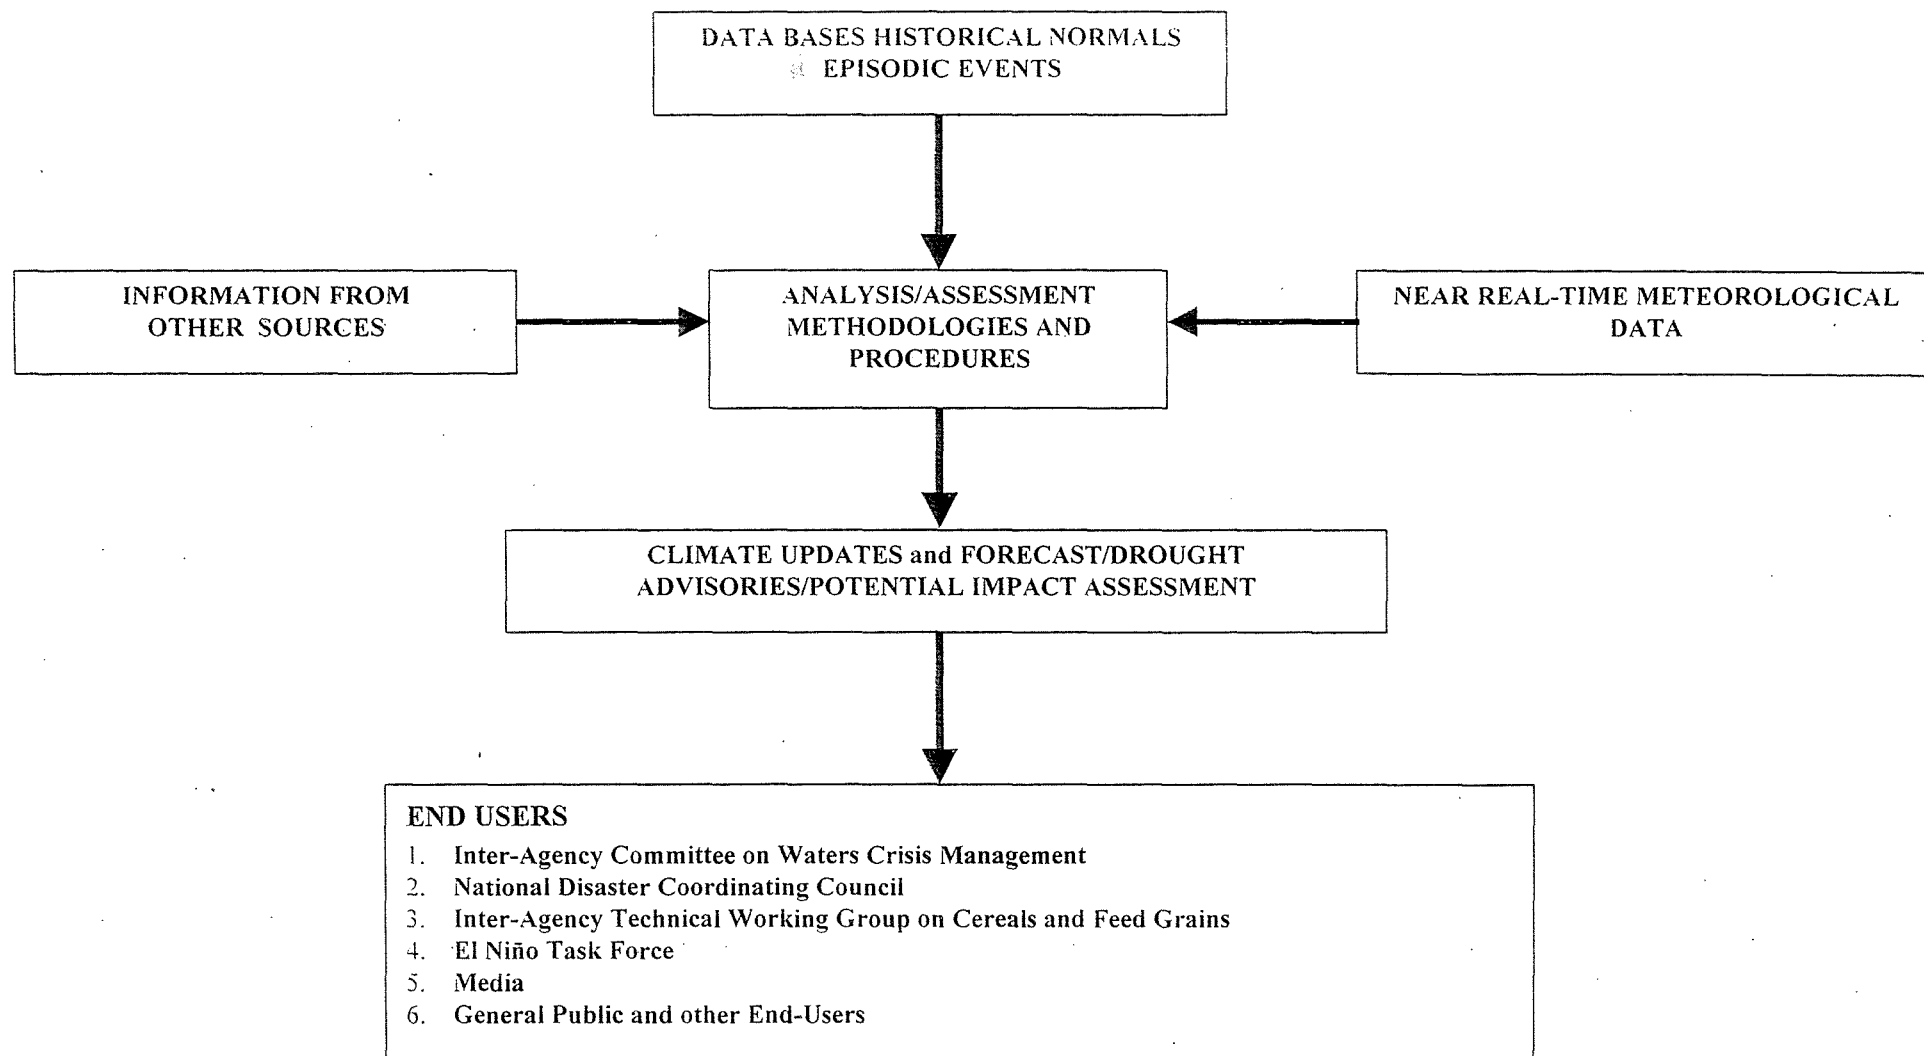 DATA BASES HISTORICAL NORMALS
EPISODIC EVENTS
INFORMATION FROM
OTHER SOURCES
ANALYSIS/ASSESSMENT
METHODOLOGIES AND
PROCEDURES
NEAR REAL-TIME METEOROLOGICAL
DATA
CLIMATE UPDATES and FORECAST/DROUGHT
ADVISORIES/POTENTIAL IMPACT ASSESSMENT
END USERS
1. Inter-Agency Committee on Waters Crisis Management
2. National Disaster Coordinating Council
3. Inter-Agency Technical Working Group on Cereals and Feed Grains
4. El Niño Task Force
5. Media
6. General Public and other End-Users